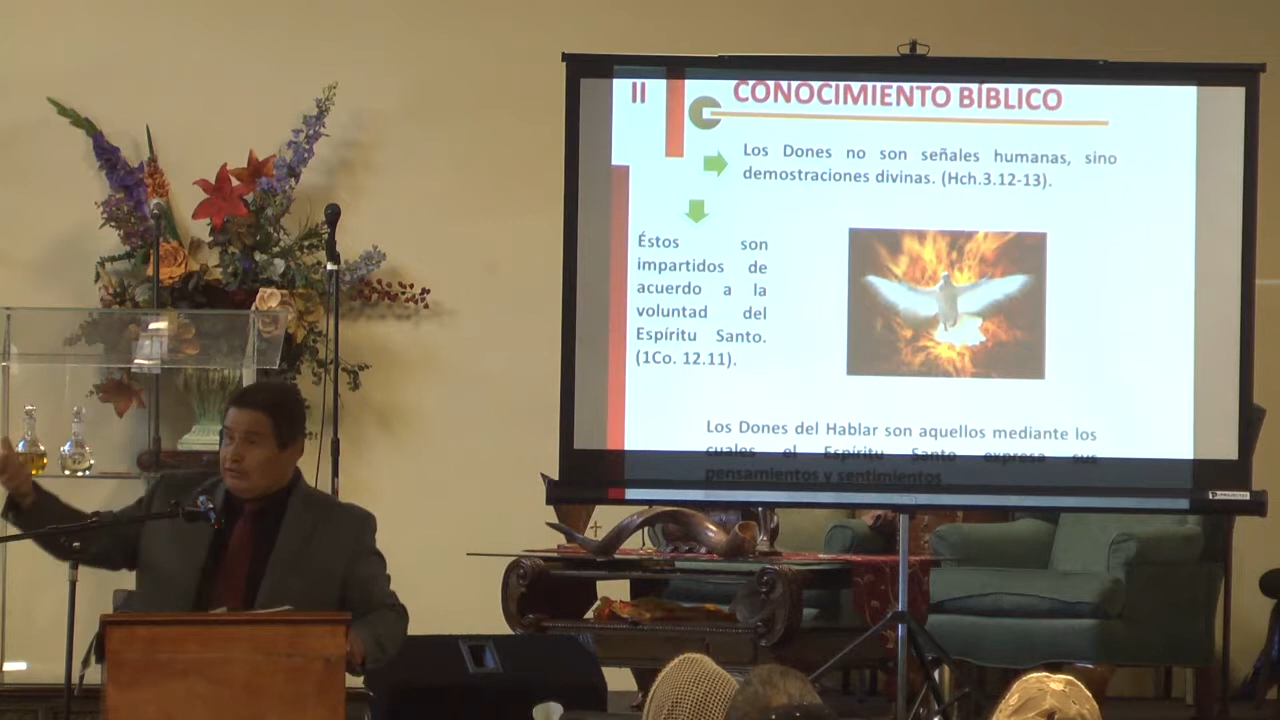 II
CONOCIMIENTO BÍBLICO
Los Dones no son señales humanas, sino
demostraciones divinas. (Hch.3.12-13).
Éstos son
impartidos de
acuerdo a la
voluntad del
Espíritu Santo.
(1Co. 12.11).
Los Dones del Hablar son aquellos mediante los
cuales el Espíritu Santo expresa sus
pensamientos y sentimientos